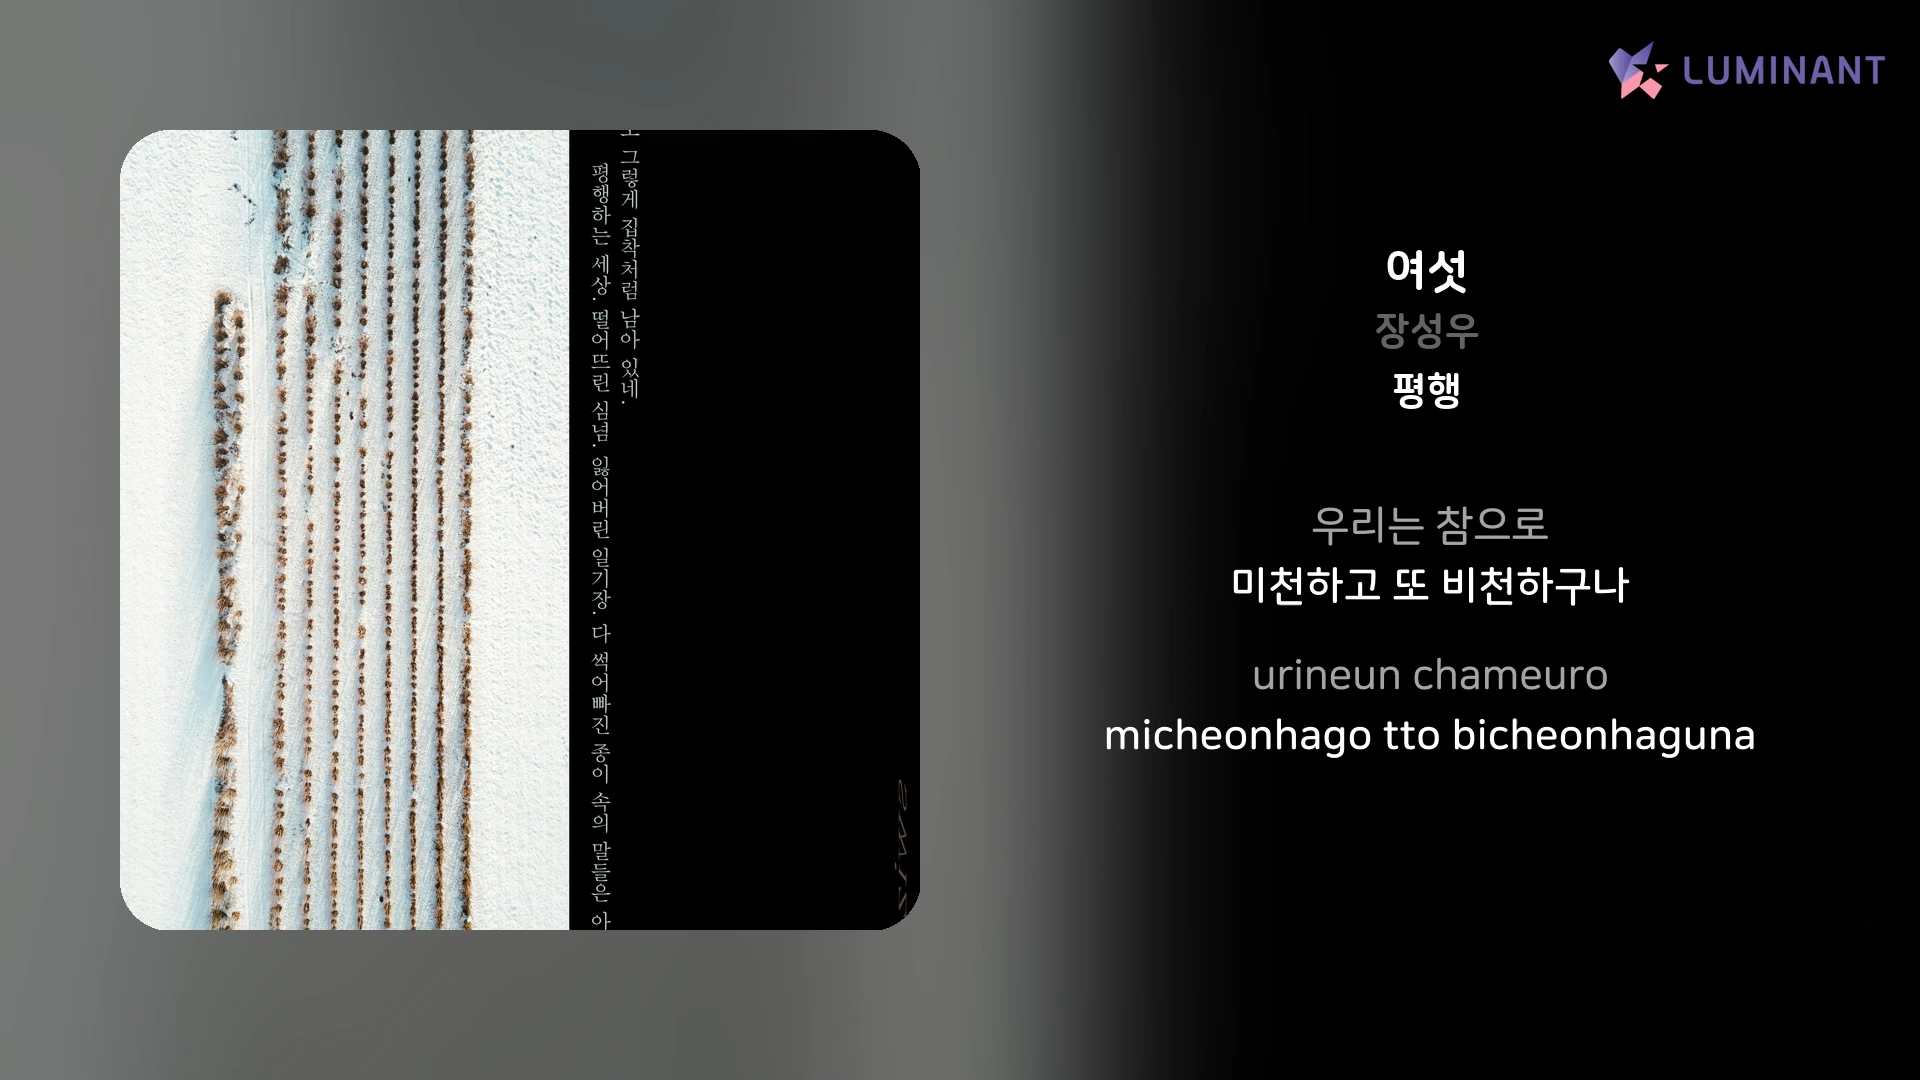 LUMINANT
평행하는 세상. 떨어뜨린 심념. 잃어버린 일기장. 다 썩어빠진 종이 속의 말들은 아
그렇게 집착처럼 남아 있네.
여섯
장성우
평행
우리는 참으로
미천하고 또 비천하구나
urineun chameuro
micheonhago tto bicheonhaguna